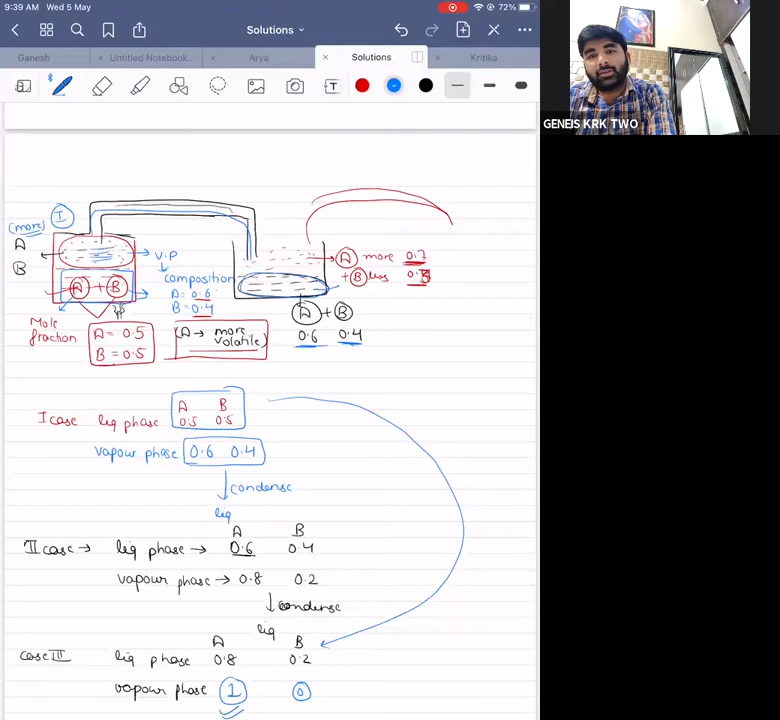 9:39 AM Wed 5 May
72%
Solutions
Ganesh
Untitled Notebook...
Arya
Solutions
Kritika
GENEIS KRK TWO
(more) I
A
B
V.P
composition
A = 0.6
B = 0.4
A + B
A more 0.7
+ B less
A + B
0.6 0.4
Mole fraction
A = 0.5
B = 0.5
(A → more volatile)
I case liq phase
A B
0.5 0.5
vapour phase 0.6 0.4
condense
liq
A B
II case → liq phase → 0.6 0.4
vapour phase → 0.8 0.2
condense
liq
A B
case III liq phase 0.8 0.2
vapour phase 1 0